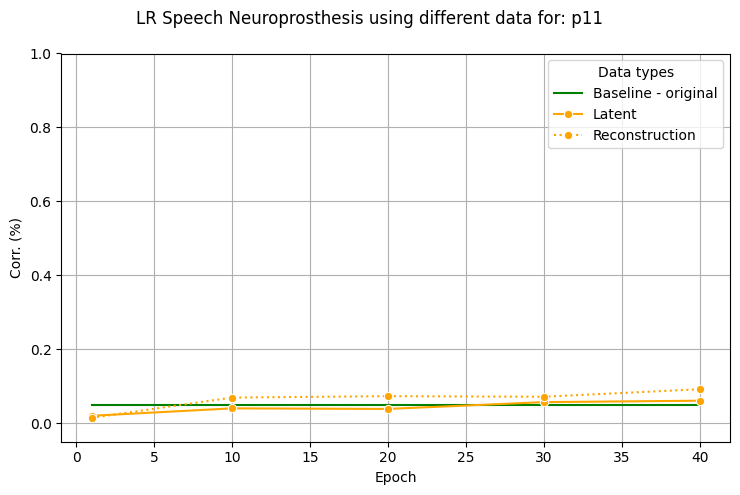 LR Speech Neuroprosthesis using different data for: p11
1.0
0.8
0.6
0.4
0.2
0.0
Corr. (%)
Data types
Baseline - original
Latent
Reconstruction
0 5 10 15 20 25 30 35 40
Epoch